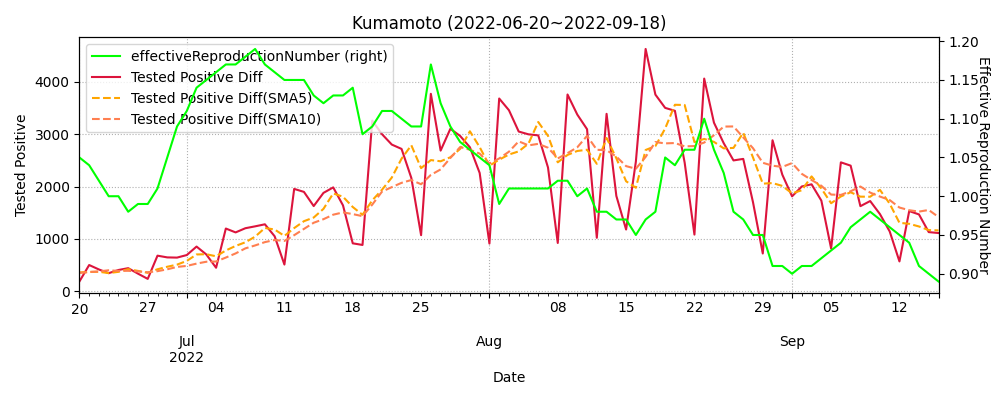 Kumamoto (2022-06-20~2022-09-18)
effectiveReproductionNumber (right)
Tested Positive Diff
Tested Positive Diff(SMA5)
Tested Positive Diff(SMA10)
Tested Positive
4000
3000
2000
1000
0
1.20
1.15
1.10
1.05
1.00
0.95
0.90
Effective Reproduction Number
20 27 04 11 18 25 08 15 22 29 05 12
Jul Aug Sep
2022
Date